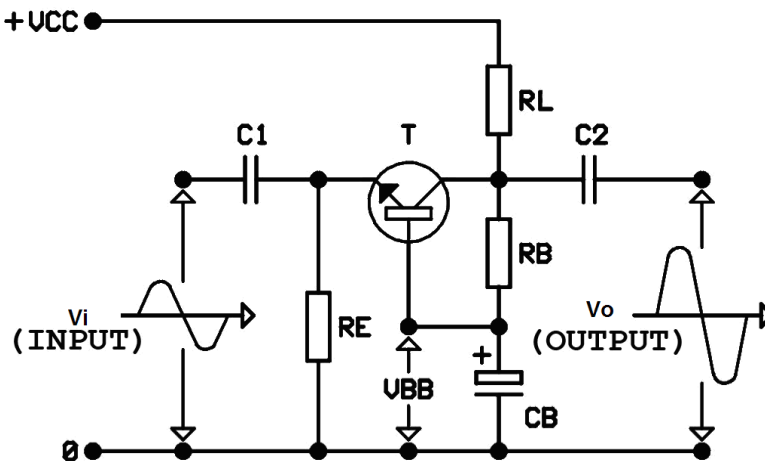 +VCC
RL
C1
T
C2
RB
Vi
(INPUT)
RE
Vo
(OUTPUT)
+
VBB
CB
0